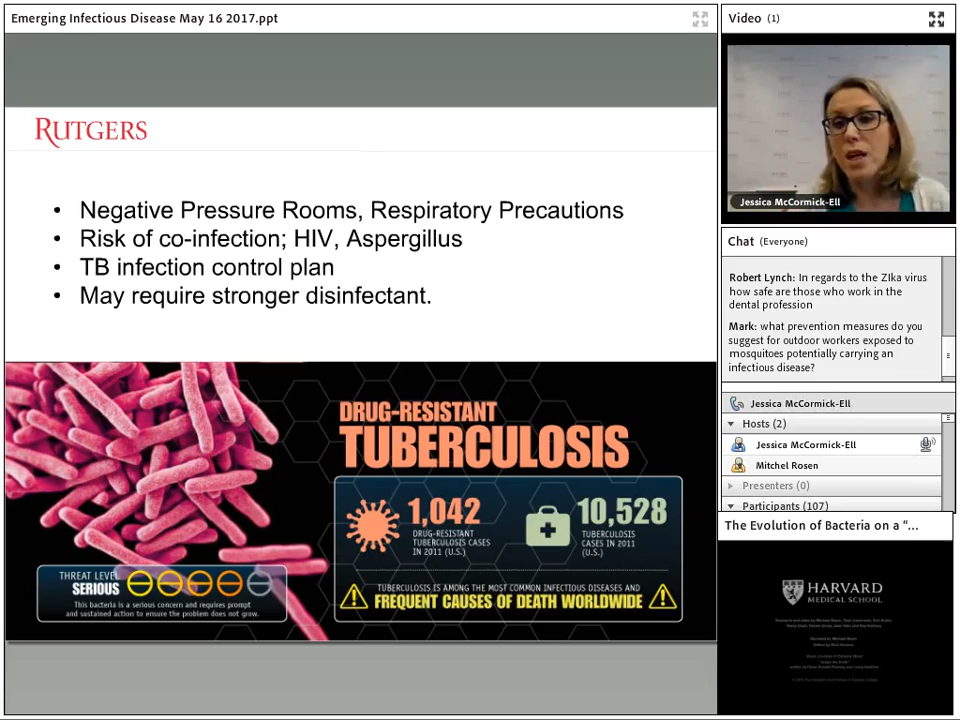 Emerging Infectious Disease May 16 2017.ppt
RUTGERS
• Negative Pressure Rooms, Respiratory Precautions
• Risk of co-infection; HIV, Aspergillus
• TB infection control plan
• May require stronger disinfectant.
DRUG-RESISTANT
TUBERCULOSIS
1,042
DRUG-RESISTANT
TUBERCULOSIS CASES
IN 2011 (U.S.)
10,528
TUBERCULOSIS
CASES IN 2011
(U.S.)
THREAT LEVEL
SERIOUS
This bacteria is a serious concern and requires prompt
and sustained action to ensure the problem does not grow.
TUBERCULOSIS IS AMONG THE MOST COMMON INFECTIOUS DISEASES AND
FREQUENT CAUSES OF DEATH WORLDWIDE
Video (1)
Jessica McCormick-Ell
Chat (Everyone)
Robert Lynch: In regards to the ZIka virus
how safe are those who work in the
dental profession
Mark: what prevention measures do you
suggest for outdoor workers exposed to
mosquitoes potentially carrying an
infectious disease?
Jessica McCormick-Ell
Hosts (2)
Jessica McCormick-Ell
Mitchel Rosen
Presenters (0)
Participants (107)
The Evolution of Bacteria on a “...
HARVARD
MEDICAL SCHOOL